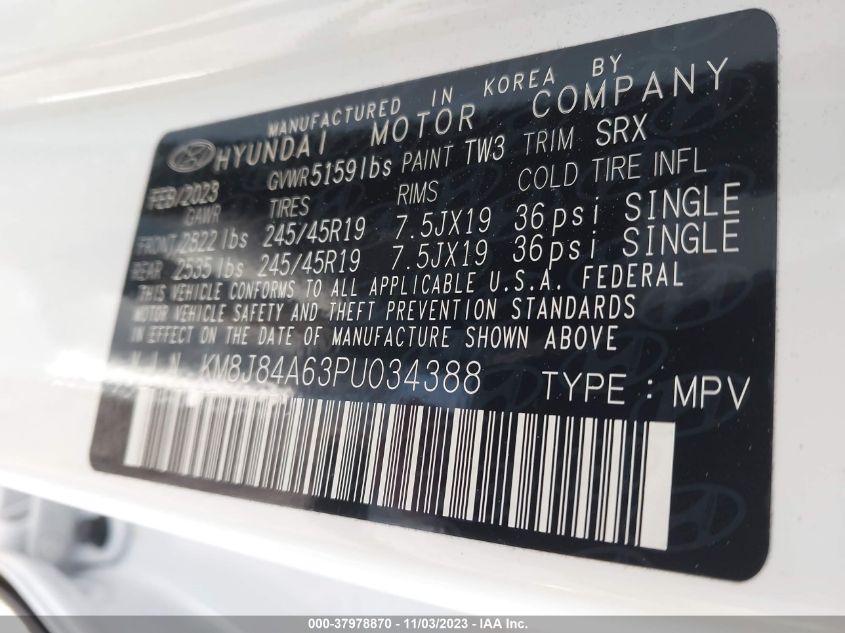 MANUFACTURED IN KOREA BY
HYUNDAI MOTOR COMPANY
FEB/2023 GVWR 5159lbs PAINT TW3 TRIM SRX
GAWR TIRES RIMS COLD TIRE INFL
FRONT/2822 lbs 245/45R19 7.5JX19 36psi SINGLE
REAR 2535 lbs 245/45R19 7.5JX19 36psi SINGLE
THIS VEHICLE CONFORMS TO ALL APPLICABLE U.S.A. FEDERAL
MOTOR VEHICLE SAFETY AND THEFT PREVENTION STANDARDS
IN EFFECT ON THE DATE OF MANUFACTURE SHOWN ABOVE
V.I.N. KM8J84A63PU034388 TYPE : MPV
000-37978870 - 11/03/2023 - KM8J84A63PU034388 - IAA Inc.